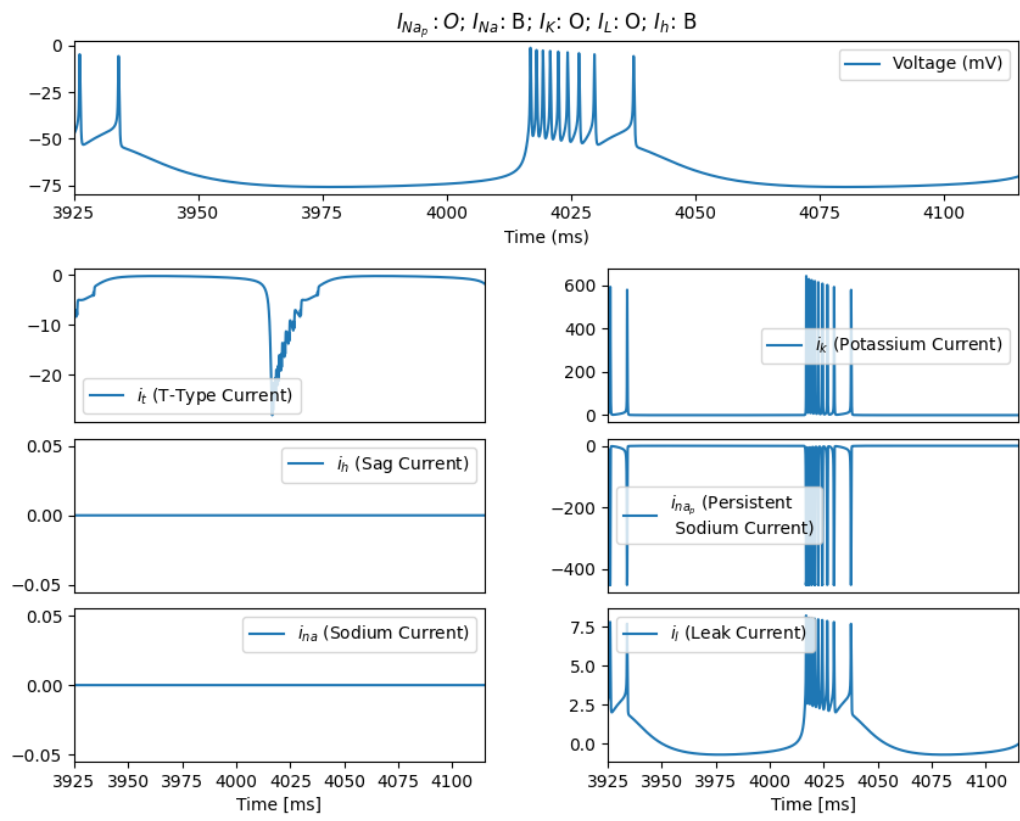 I_{Na_p}: O; I_{Na}: B; I_K: O; I_L: O; I_h: B
0
−25
−50
−75
Voltage (mV)
3925 3950 3975 4000 4025 4050 4075 4100
Time (ms)
0
−10
−20
i_t (T-Type Current)
600
400
200
0
i_k (Potassium Current)
0.05
0.00
−0.05
i_h (Sag Current)
0
−200
−400
i_{na_p} (Persistent
Sodium Current)
0.05
0.00
−0.05
i_{na} (Sodium Current)
3925 3950 3975 4000 4025 4050 4075 4100
Time [ms]
7.5
5.0
2.5
0.0
i_l (Leak Current)
3925 3950 3975 4000 4025 4050 4075 4100
Time [ms]